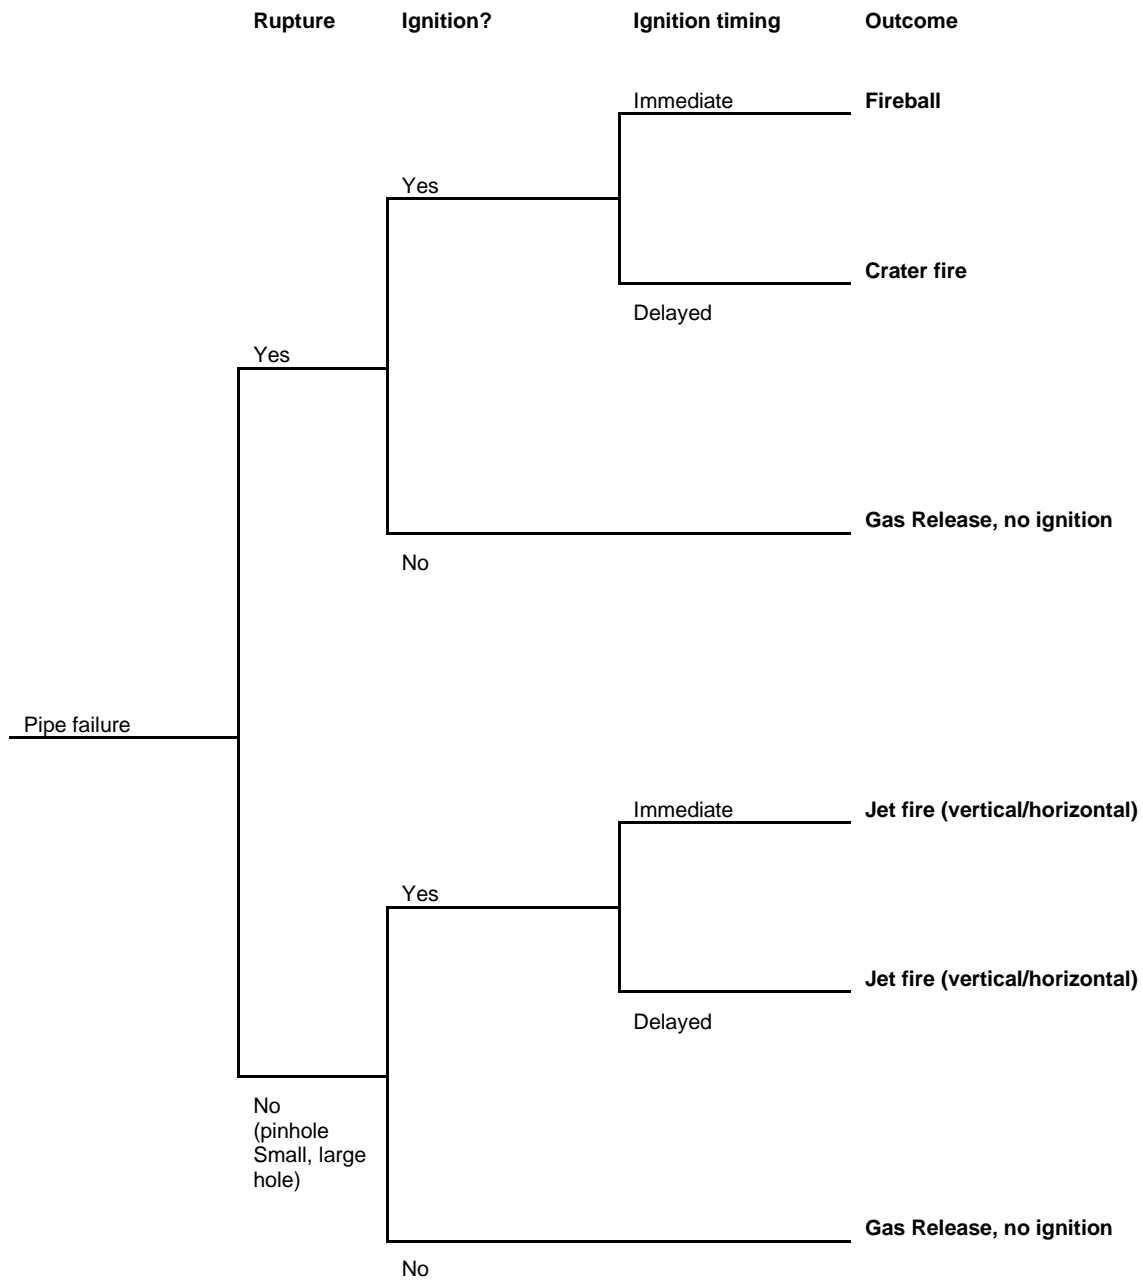 Rupture Ignition? Ignition timing Outcome
Immediate Fireball
Yes
Crater fire
Delayed
Yes
Gas Release, no ignition
No
Pipe failure
Immediate Jet fire (vertical/horizontal)
Yes
Jet fire (vertical/horizontal)
Delayed
No
(pinhole
Small, large
hole)
Gas Release, no ignition
No